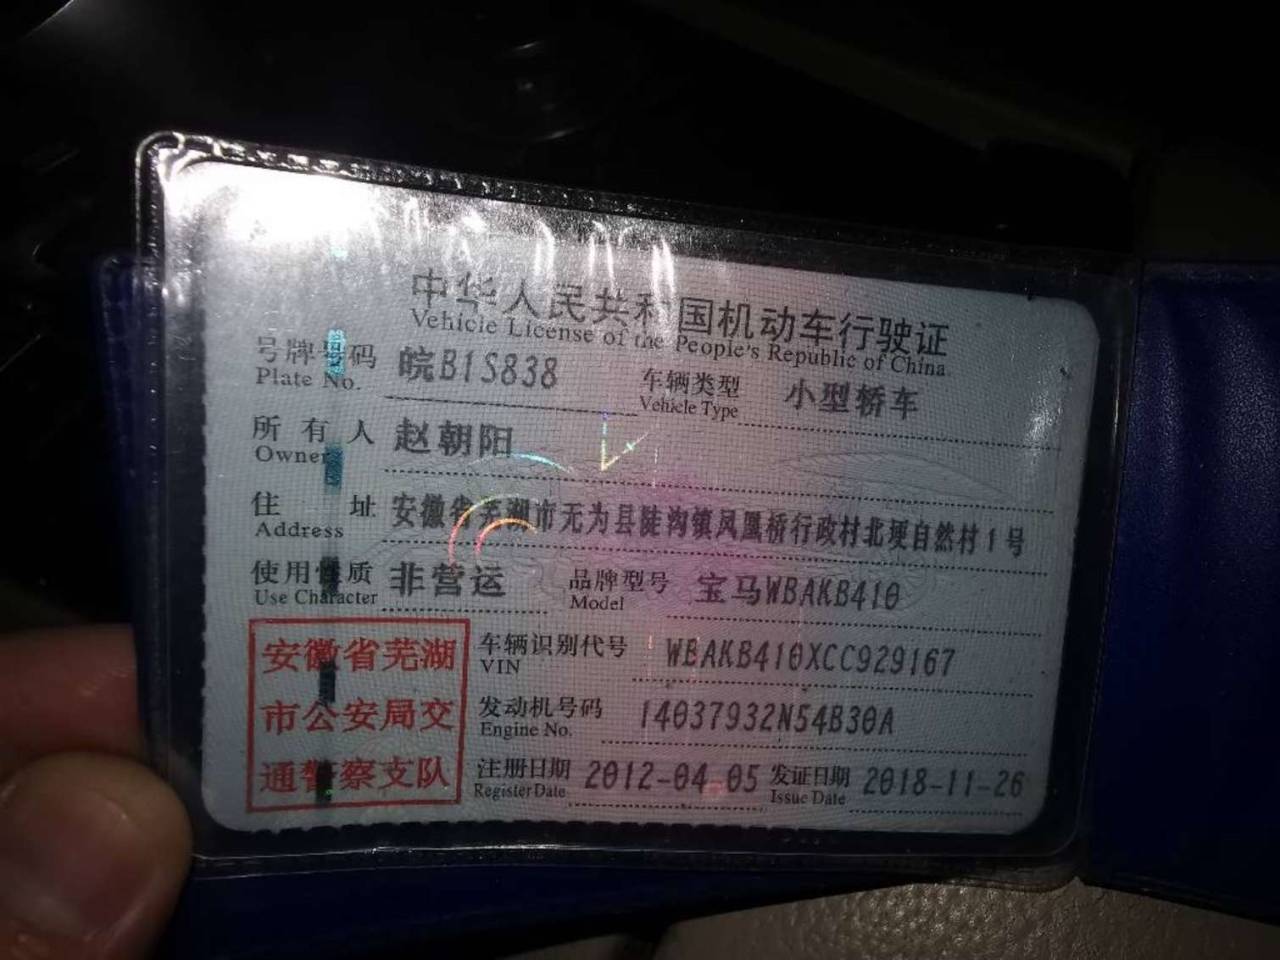 中华人民共和国机动车行驶证
Vehicle License of the People's Republic of China
号牌号码 皖B1S838 车辆类型 小型轿车
Plate No. Vehicle Type
所有人 赵朝阳
Owner
住址 安徽省芜湖市无为县陡沟镇凤凰桥行政村北埂自然村1号
Address
使用性质 非营运 品牌型号 宝马WBAKB410
Use Character Model
安徽省芜湖
市公安局交
通警察支队
车辆识别代号 WBAKB410XCC929167
VIN
发动机号码 14037932N54B30A
Engine No.
注册日期 2012-04-05 发证日期 2018-11-26
Register Date Issue Date